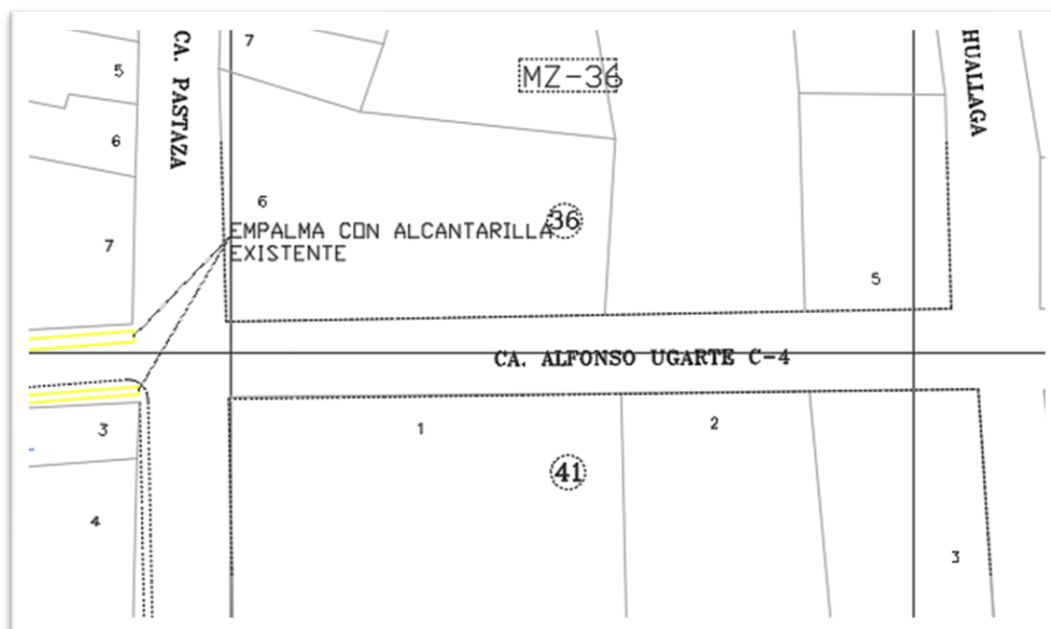 7
CA. PASTAZA
HUALLAGA
5
MZ-36
6
6
36
7
EMPALMA CON ALCANTARILLA
EXISTENTE
5
CA. ALFONSO UGARTE C-4
3
1
2
41
4
3